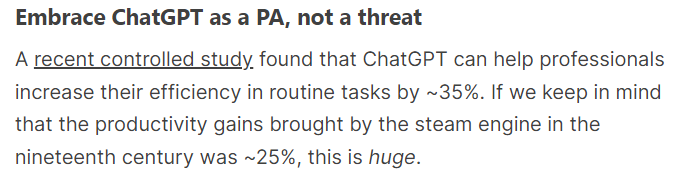 Embrace ChatGPT as a PA, not a threat
A recent controlled study found that ChatGPT can help professionals
increase their efficiency in routine tasks by ~35%. If we keep in mind
that the productivity gains brought by the steam engine in the
nineteenth century was ~25%, this is huge.